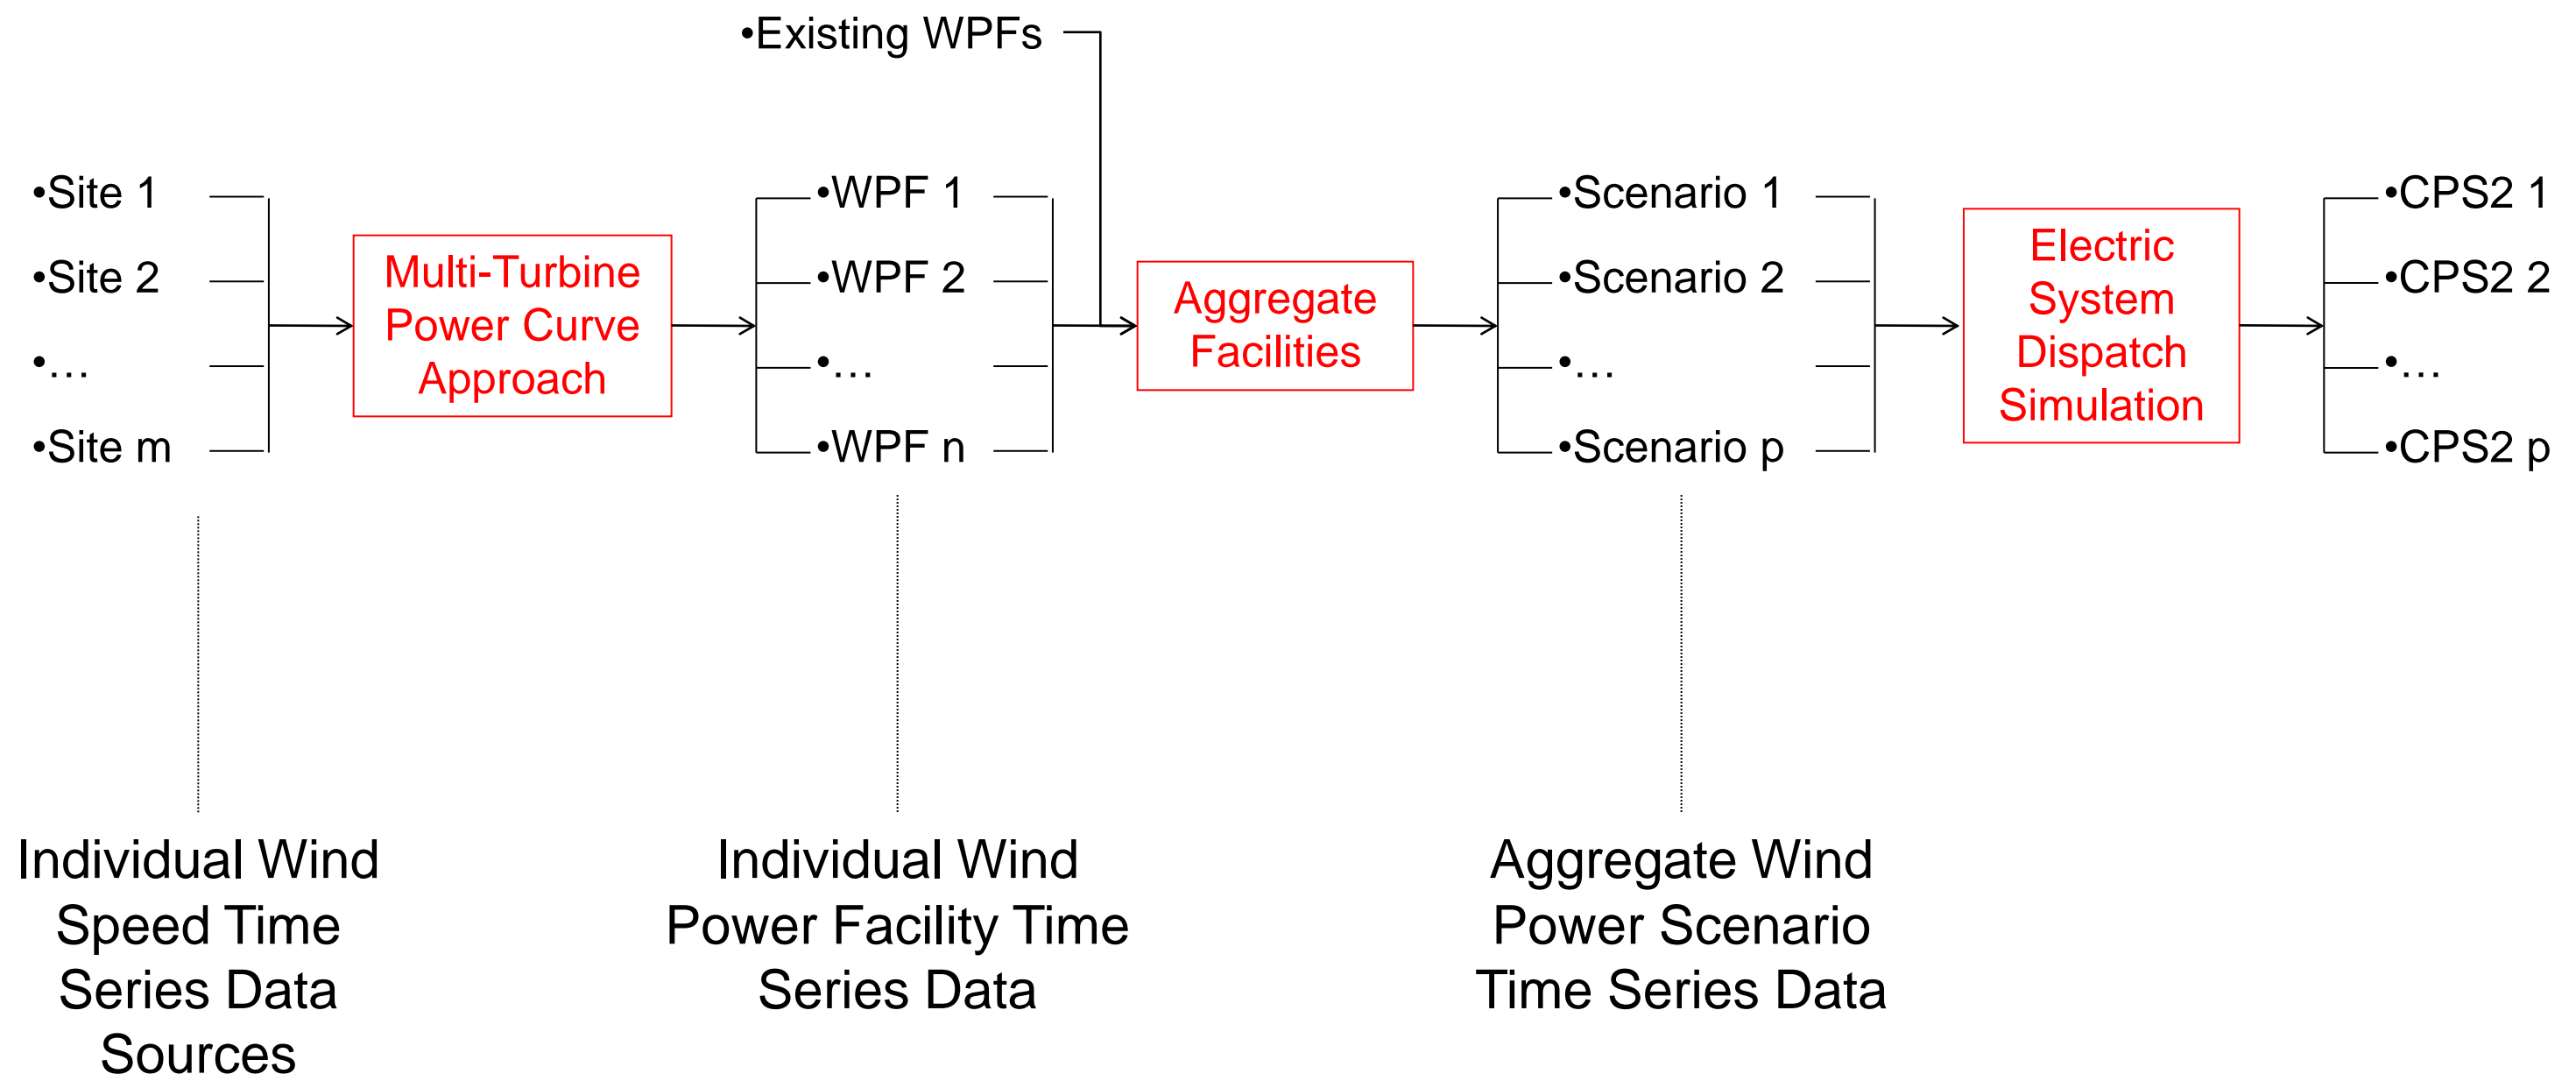 •Existing WPFs
•Site 1
•Site 2
•…
•Site m
Multi-Turbine
Power Curve
Approach
•WPF 1
•WPF 2
•…
•WPF n
Aggregate
Facilities
•Scenario 1
•Scenario 2
•…
•Scenario p
Electric
System
Dispatch
Simulation
•CPS2 1
•CPS2 2
•…
•CPS2 p
Individual Wind
Speed Time
Series Data
Sources
Individual Wind
Power Facility Time
Series Data
Aggregate Wind
Power Scenario
Time Series Data